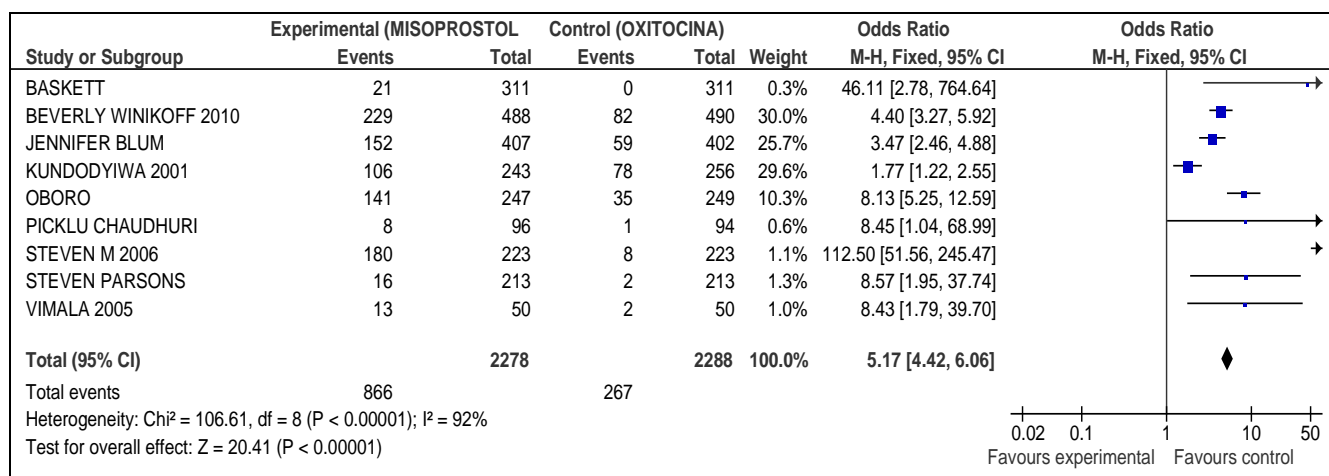 Experimental (MISOPROSTOL Control (OXITOCINA) Odds Ratio Odds Ratio
Study or Subgroup Events Total Events Total Weight M-H, Fixed, 95% CI M-H, Fixed, 95% CI
BASKETT 21 311 0 311 0.3% 46.11 [2.78, 764.64]
BEVERLY WINIKOFF 2010 229 488 82 490 30.0% 4.40 [3.27, 5.92]
JENNIFER BLUM 152 407 59 402 25.7% 3.47 [2.46, 4.88]
KUNDODYIWA 2001 106 243 78 256 29.6% 1.77 [1.22, 2.55]
OBORO 141 247 35 249 10.3% 8.13 [5.25, 12.59]
PICKLU CHAUDHURI 8 96 1 94 0.6% 8.45 [1.04, 68.99]
STEVEN M 2006 180 223 8 223 1.1% 112.50 [51.56, 245.47]
STEVEN PARSONS 16 213 2 213 1.3% 8.57 [1.95, 37.74]
VIMALA 2005 13 50 2 50 1.0% 8.43 [1.79, 39.70]
Total (95% CI) 2278 2288 100.0% 5.17 [4.42, 6.06]
Total events 866 267
Heterogeneity: Chi² = 106.61, df = 8 (P < 0.00001); I² = 92%
Test for overall effect: Z = 20.41 (P < 0.00001)
0.02 0.1 1 10 50
Favours experimental Favours control